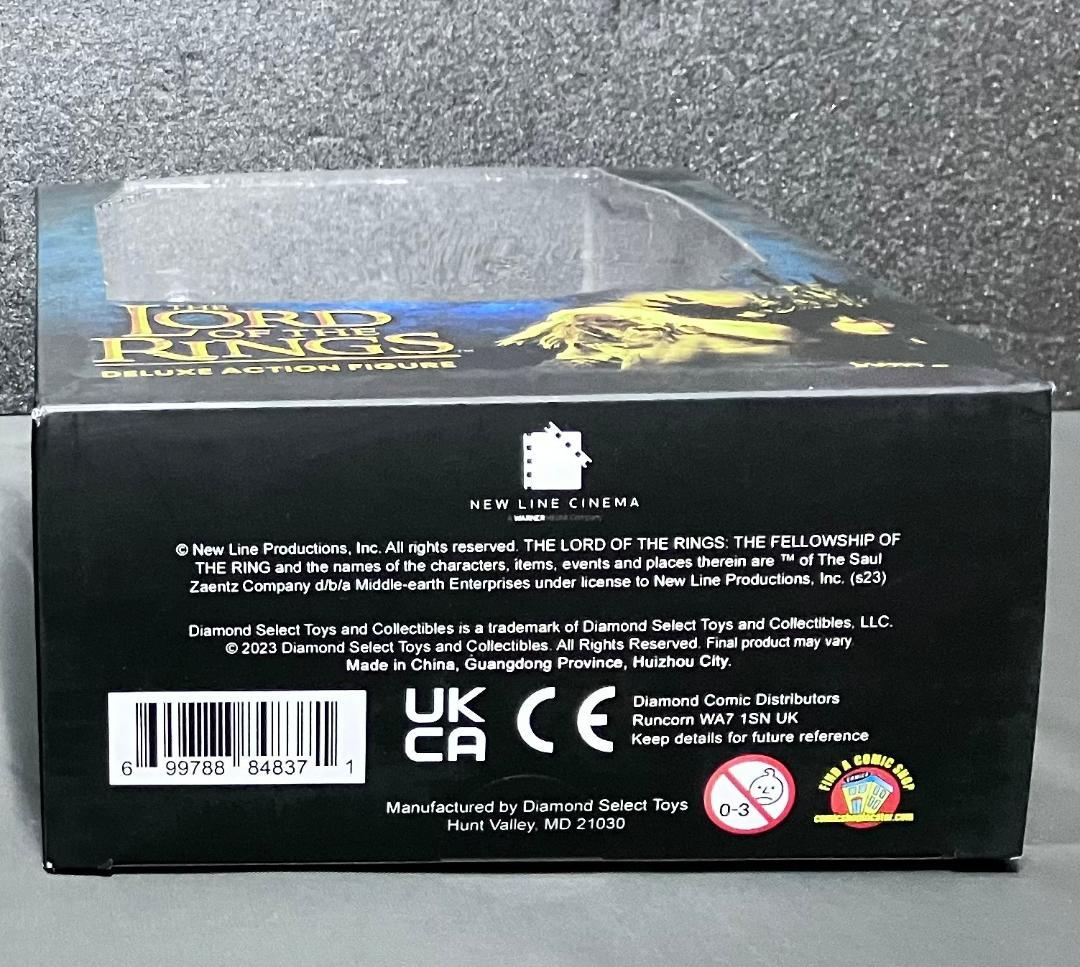 THE
LORD
OF THE
RINGS™
DELUXE ACTION FIGURE
NEW LINE CINEMA
A WARNERMEDIA Company
© New Line Productions, Inc. All rights reserved. THE LORD OF THE RINGS: THE FELLOWSHIP OF
THE RING and the names of the characters, items, events and places therein are ™ of The Saul
Zaentz Company d/b/a Middle-earth Enterprises under license to New Line Productions, Inc. (s23)
Diamond Select Toys and Collectibles is a trademark of Diamond Select Toys and Collectibles, LLC.
© 2023 Diamond Select Toys and Collectibles. All Rights Reserved. Final product may vary
Made in China, Guangdong Province, Huizhou City.
6 99788 84837 1
UK
CA
CE
Diamond Comic Distributors
Runcorn WA7 1SN UK
Keep details for future reference
Manufactured by Diamond Select Toys
Hunt Valley, MD 21030
0-3
FIND A COMIC SHOP
COMICS
comicshoplocator.com